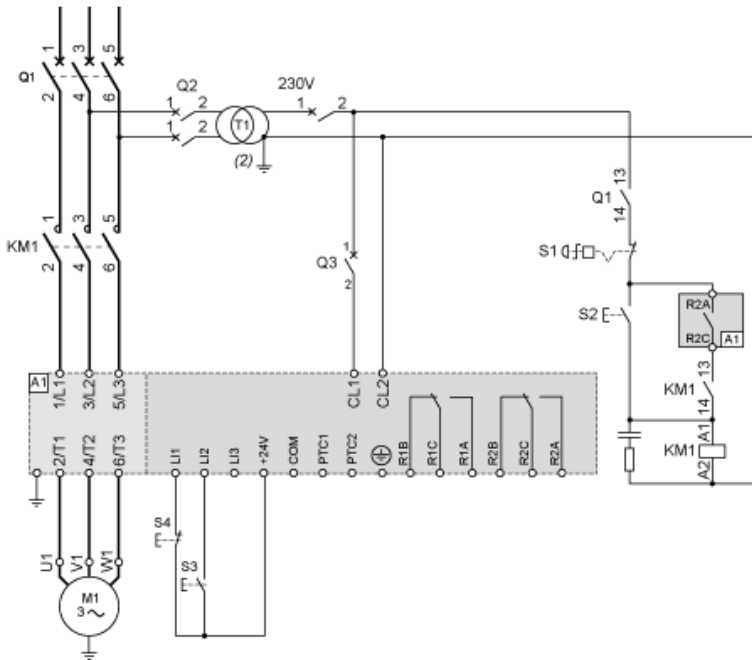 1 3 5
Q1
2 4 6
Q2
1 2
1 2
T1
(2)
230V
1 2
13
Q1
14
S1
1 3 5
KM1
2 4 6
1
Q3
2
S2
R2A
R2C
A1
13
KM1
14
A1
KM1
A2
A1
1/L1 3/L2 5/L3
CL1 CL2
2/T1 4/T2 6/T3
LI1 LI2 LI3 +24V COM PTC1 PTC2 R1B R1C R1A R2B R2C R2A
S4
S3
U1 V1 W1
M1
3